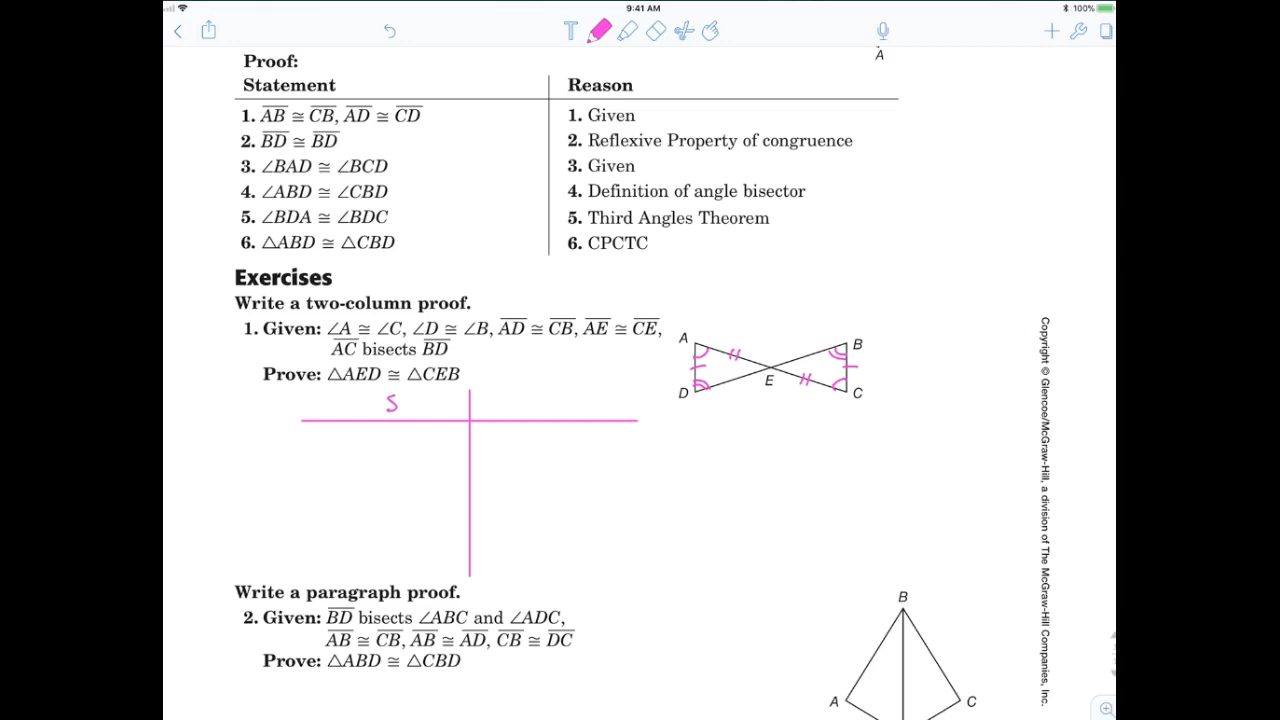 9:41 AM
100%
T
A
Proof:
Statement Reason
1. AB ≅ CB, AD ≅ CD 1. Given
2. BD ≅ BD 2. Reflexive Property of congruence
3. ∠BAD ≅ ∠BCD 3. Given
4. ∠ABD ≅ ∠CBD 4. Definition of angle bisector
5. ∠BDA ≅ ∠BDC 5. Third Angles Theorem
6. △ABD ≅ △CBD 6. CPCTC
Exercises
Write a two-column proof.
1. Given: ∠A ≅ ∠C, ∠D ≅ ∠B, AD ≅ CB, AE ≅ CE,
AC bisects BD
Prove: △AED ≅ △CEB
A B
E
D C
S
Write a paragraph proof.
2. Given: BD bisects ∠ABC and ∠ADC,
AB ≅ CB, AB ≅ AD, CB ≅ DC
Prove: △ABD ≅ △CBD
B
A C
Copyright © Glencoe/McGraw-Hill, a division of The McGraw-Hill Companies, Inc.